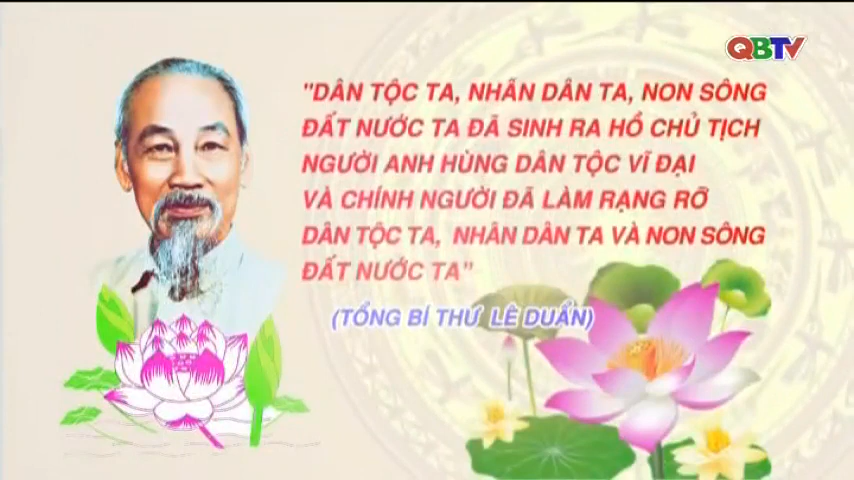 QBTV
"DÂN TỘC TA, NHÂN DÂN TA, NON SÔNG
ĐẤT NƯỚC TA ĐÃ SINH RA HỒ CHỦ TỊCH
NGƯỜI ANH HÙNG DÂN TỘC VĨ ĐẠI
VÀ CHÍNH NGƯỜI ĐÃ LÀM RẠNG RỠ
DÂN TỘC TA, NHÂN DÂN TA VÀ NON SÔNG
ĐẤT NƯỚC TA"
(TỔNG BÍ THƯ LÊ DUẨN)